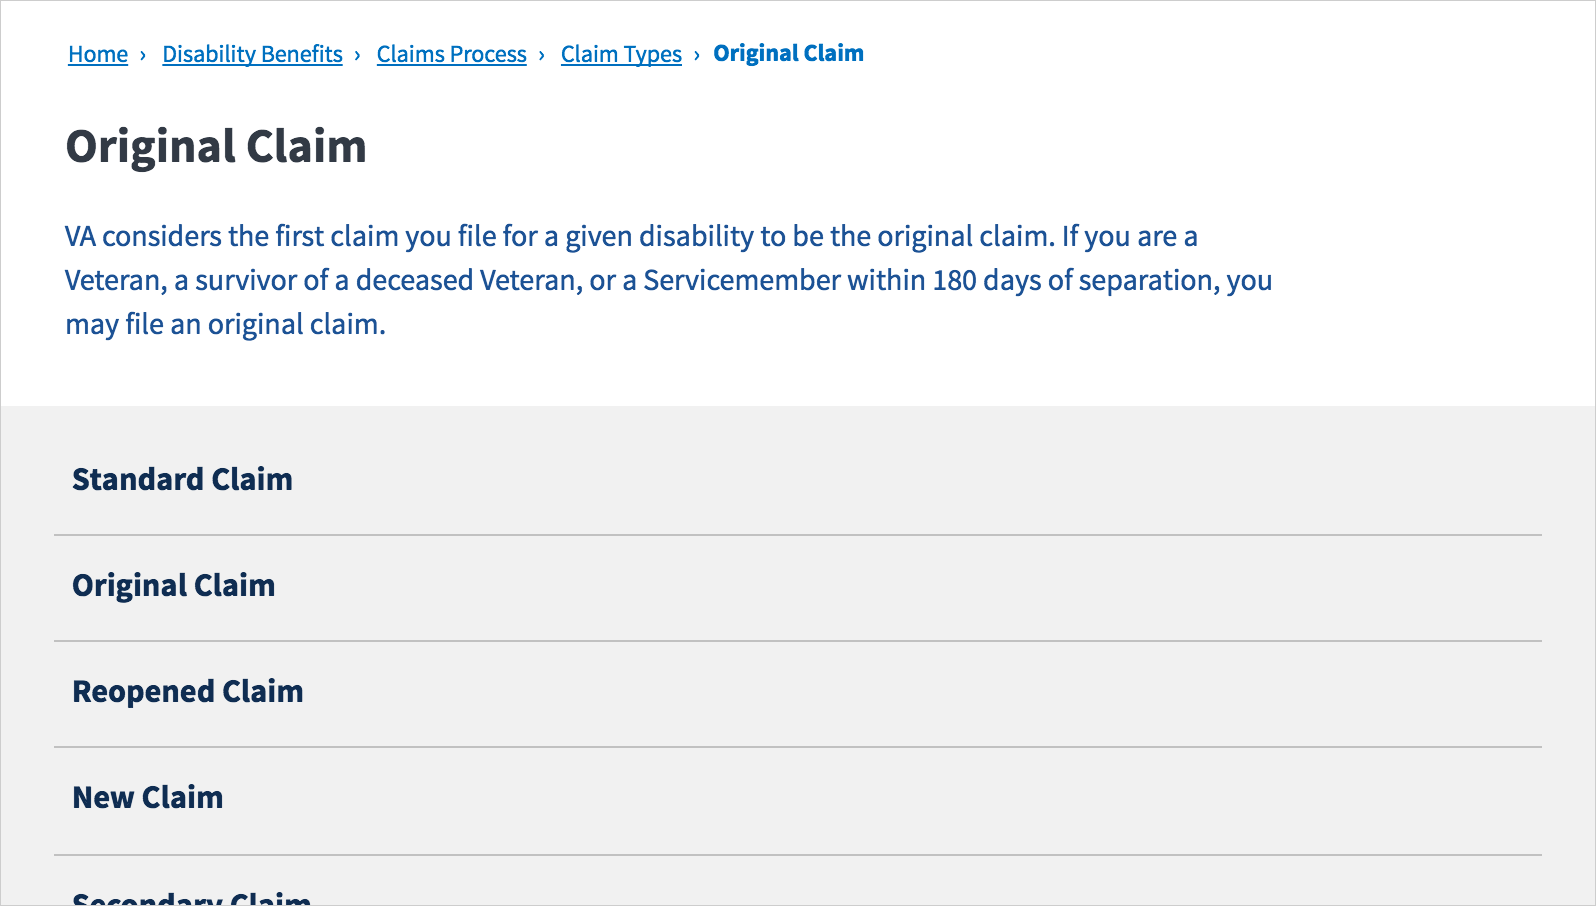 Home › Disability Benefits › Claims Process › Claim Types › Original Claim
Original Claim
VA considers the first claim you file for a given disability to be the original claim. If you are a
Veteran, a survivor of a deceased Veteran, or a Servicemember within 180 days of separation, you
may file an original claim.
Standard Claim
Original Claim
Reopened Claim
New Claim
Secondary Claim